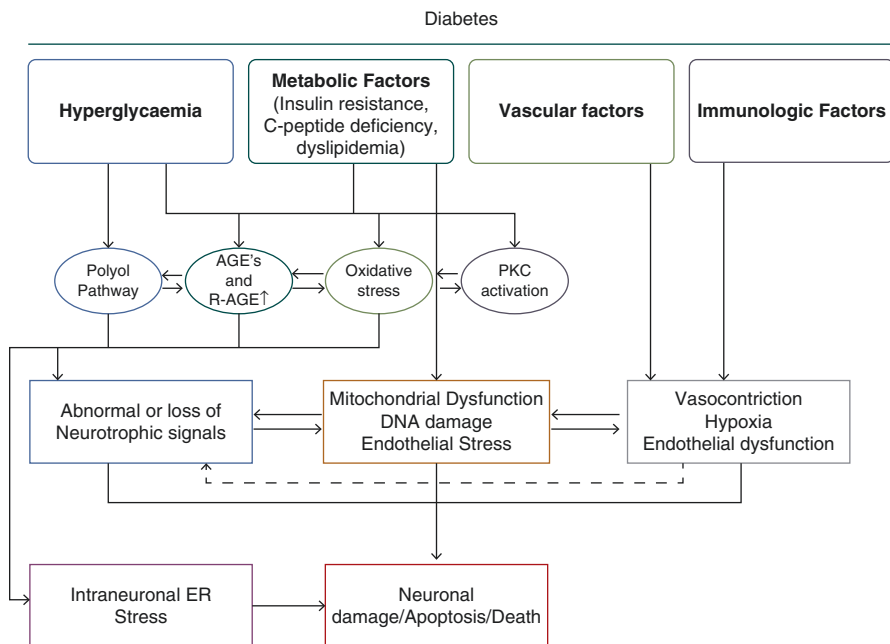 Diabetes
Hyperglycaemia
Metabolic Factors
(Insulin resistance,
C-peptide deficiency,
dyslipidemia)
Vascular factors
Immunologic Factors
Polyol
Pathway
AGE's
and
R-AGE↑
Oxidative
stress
PKC
activation
Abnormal or loss of
Neurotrophic signals
Mitochondrial Dysfunction
DNA damage
Endothelial Stress
Vasocontriction
Hypoxia
Endothelial dysfunction
Intraneuronal ER
Stress
Neuronal
damage/Apoptosis/Death